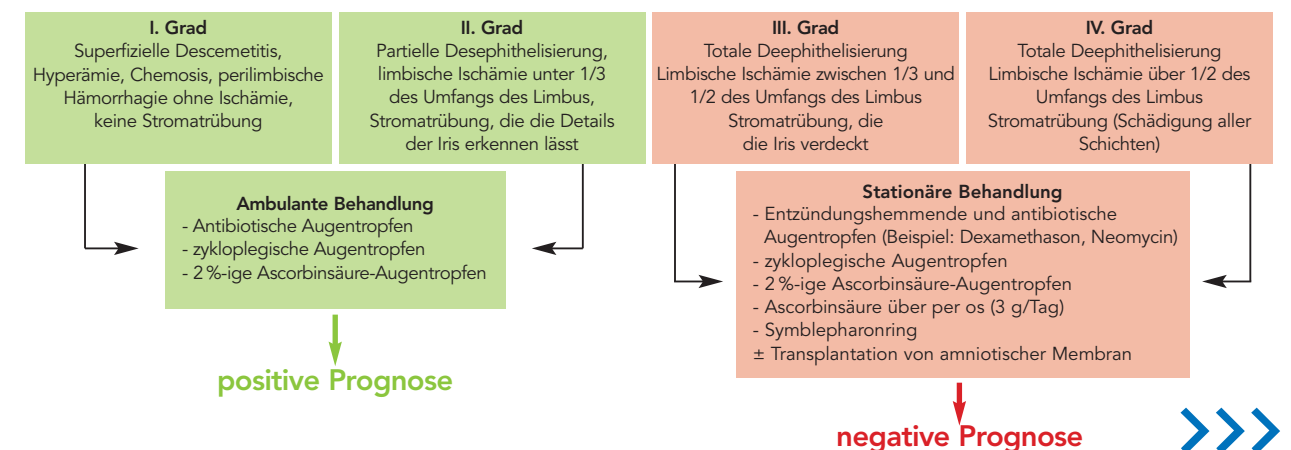 I. Grad
Superfizielle Descemetitis,
Hyperämie, Chemosis, perilimbische
Hämorrhagie ohne Ischämie,
keine Stromatrübung
II. Grad
Partielle Desephithelisierung,
limbische Ischämie unter 1/3
des Umfangs des Limbus,
Stromatrübung, die die Details
der Iris erkennen lässt
III. Grad
Totale Deephithelisierung
Limbische Ischämie zwischen 1/3 und
1/2 des Umfangs des Limbus
Stromatrübung, die
die Iris verdeckt
IV. Grad
Totale Deephithelisierung
Limbische Ischämie über 1/2 des
Umfangs des Limbus
Stromatrübung (Schädigung aller
Schichten)
Ambulante Behandlung
- Antibiotische Augentropfen
- zykloplegische Augentropfen
- 2 %-ige Ascorbinsäure-Augentropfen
Stationäre Behandlung
- Entzündungshemmende und antibiotische
Augentropfen (Beispiel: Dexamethason, Neomycin)
- zykloplegische Augentropfen
- 2 %-ige Ascorbinsäure-Augentropfen
- Ascorbinsäure über per os (3 g/Tag)
- Symblepharonring
± Transplantation von amniotischer Membran
positive Prognose
negative Prognose